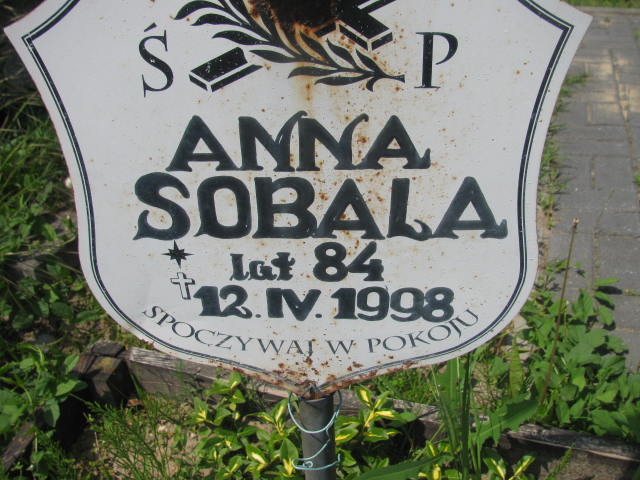 Ś P
ANNA
SOBALA
lat 84
12.IV.1998
SPOCZYWAJ W POKOJU